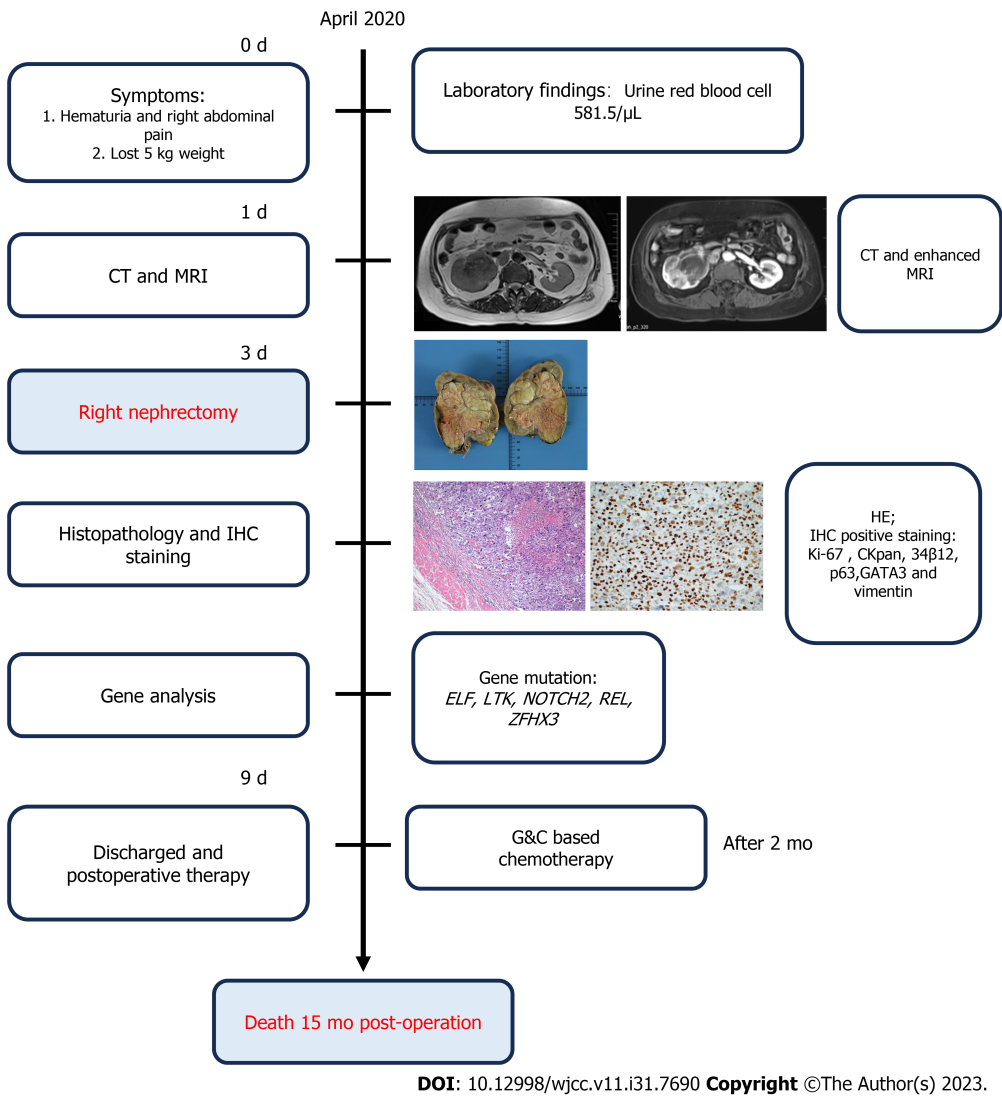 April 2020
0 d
Symptoms:
1. Hematuria and right abdominal
pain
2. Lost 5 kg weight
Laboratory findings: Urine red blood cell
581.5/µL
1 d
CT and MRI
CT and enhanced
MRI
3 d
Right nephrectomy
Histopathology and IHC
staining
HE;
IHC positive staining:
Ki-67 , CKpan, 34β12,
p63,GATA3 and
vimentin
Gene analysis
Gene mutation:
ELF, LTK, NOTCH2, REL,
ZFHX3
9 d
Discharged and
postoperative therapy
G&C based
chemotherapy
After 2 mo
Death 15 mo post-operation
DOI: 10.12998/wjcc.v11.i31.7690 Copyright ©The Author(s) 2023.